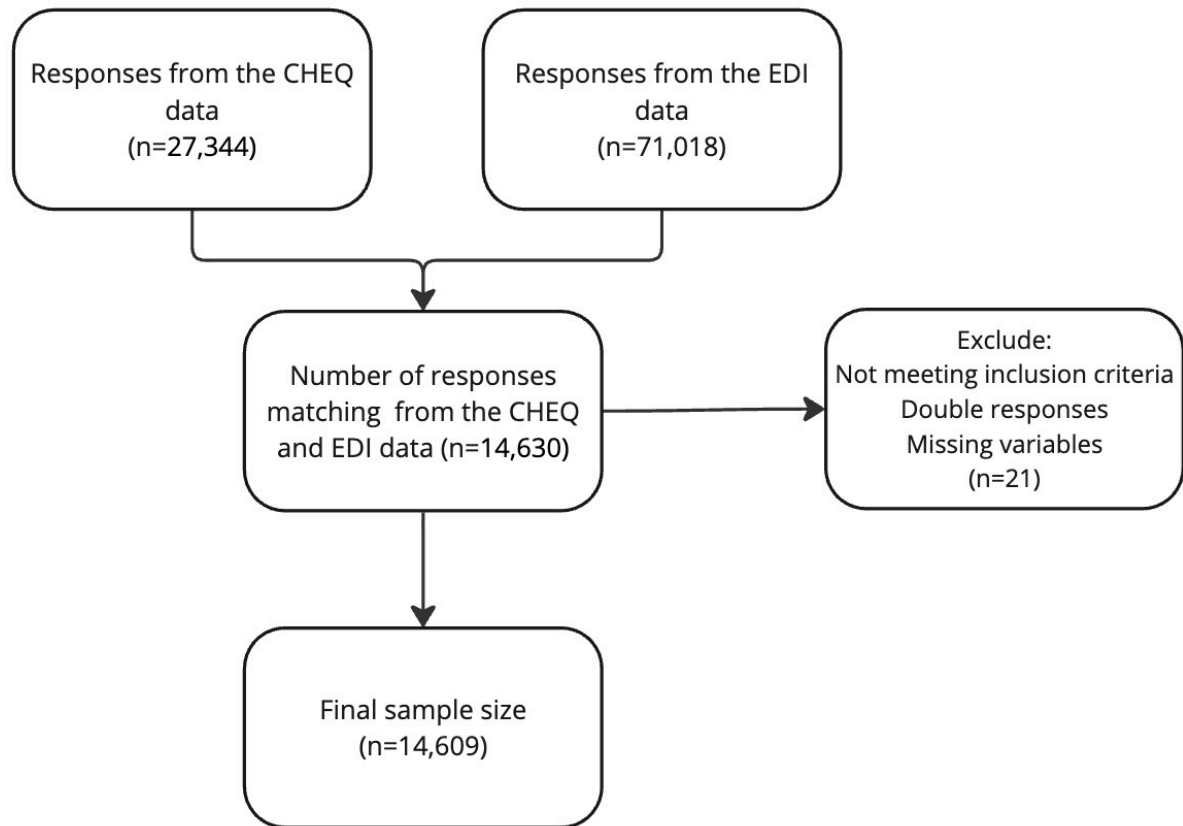 Responses from the CHEQ
data
(n=27,344)
Responses from the EDI
data
(n=71,018)
Number of responses
matching from the CHEQ
and EDI data (n=14,630)
Exclude:
Not meeting inclusion criteria
Double responses
Missing variables
(n=21)
Final sample size
(n=14,609)